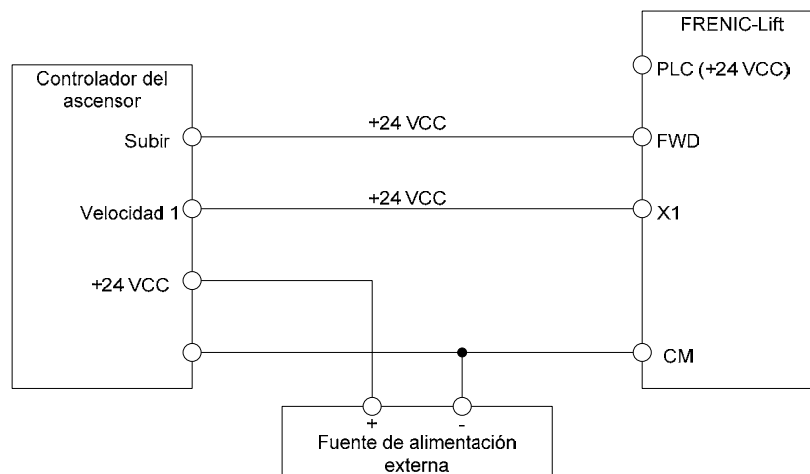 FRENIC-Lift
PLC (+24 VCC)
Controlador del
ascensor
Subir
+24 VCC
FWD
Velocidad 1
+24 VCC
X1
+24 VCC
CM
+ -
Fuente de alimentación
externa